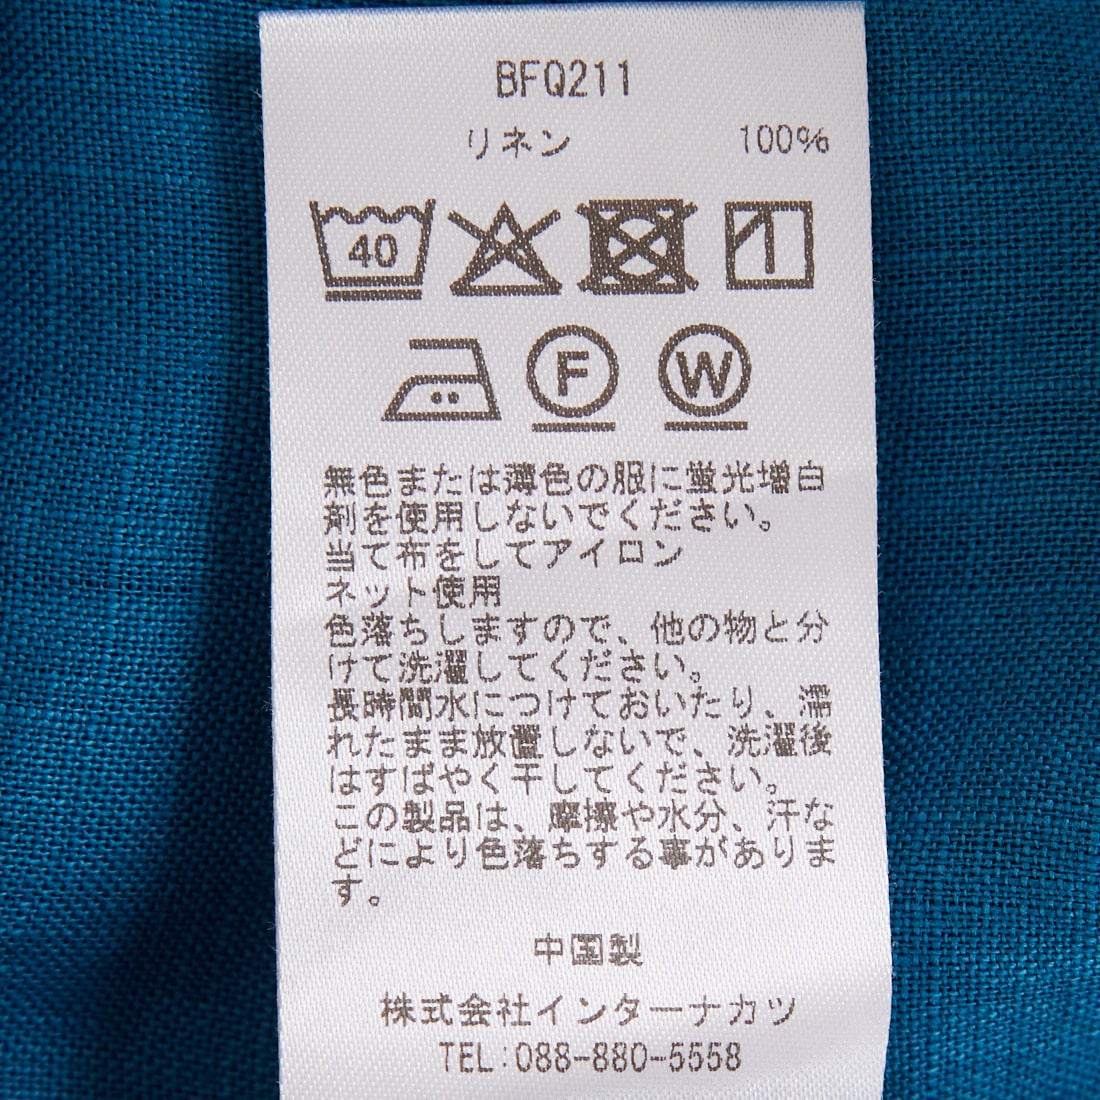 BFQ211
リネン 100%
40
F W
無色または薄色の服に蛍光増白
剤を使用しないでください。
当て布をしてアイロン
ネット使用
色落ちしますので、他の物と分
けて洗濯してください。
長時間水につけておいたり、濡
れたまま放置しないで、洗濯後
はすばやく干してください。
この製品は、摩擦や水分、汗な
どにより色落ちする事がありま
す。
中国製
株式会社インターナカツ
TEL:088-880-5558